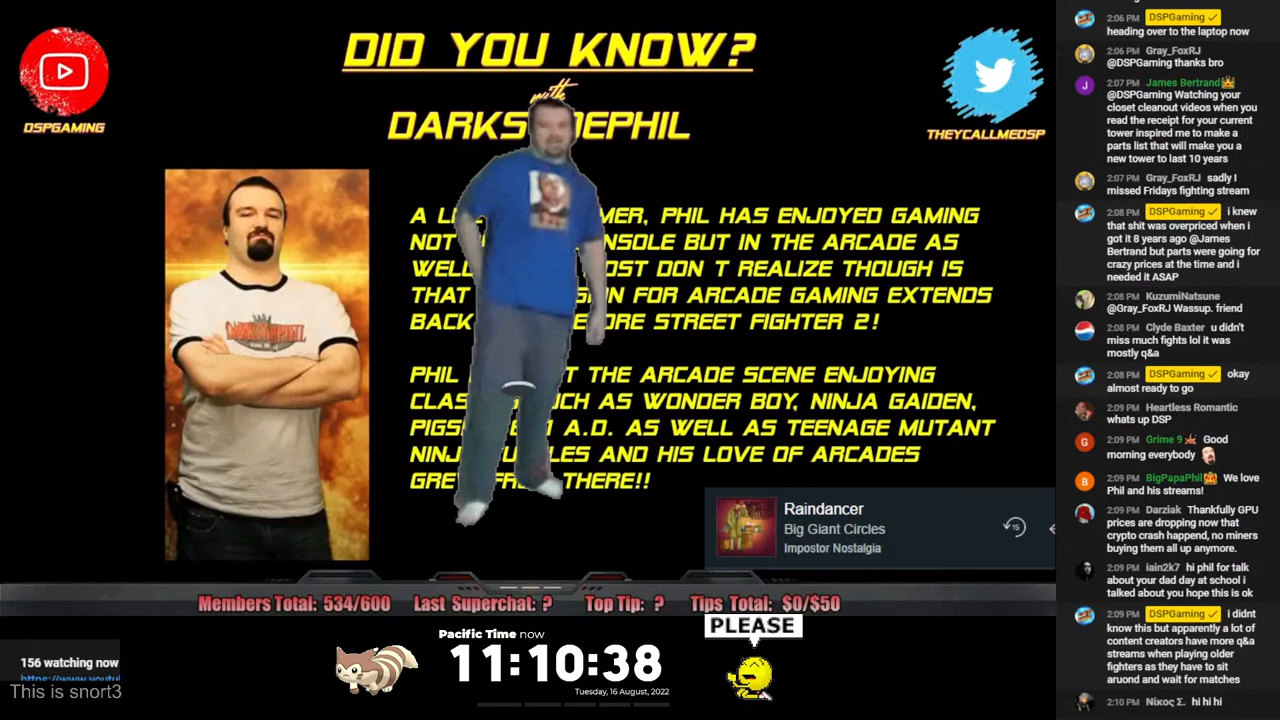 DID YOU KNOW?
with
DARKS DEPHIL
DSPGAMING
THEYCALLMEDSP
A L MER, PHIL HAS ENJOYED GAMING
NOT NSOLE BUT IN THE ARCADE AS
WELL OST DON T REALIZE THOUGH IS
THAT SION FOR ARCADE GAMING EXTENDS
BACK ORE STREET FIGHTER 2!
PHIL T THE ARCADE SCENE ENJOYING
CLAS UCH AS WONDER BOY, NINJA GAIDEN,
PIGS A.D. AS WELL AS TEENAGE MUTANT
NINJ LES AND HIS LOVE OF ARCADES
GRE THERE!!
Raindancer
Big Giant Circles
Impostor Nostalgia
15
Members Total: 534/600 Last Superchat: ? Top Tip: ? Tips Total: $0/$50
PLEASE
Pacific Time now
11:10:38
Tuesday, 16 August, 2022
156 watching now
This is snort3
2:06 PM DSPGaming
heading over to the laptop now
2:06 PM Gray_FoxRJ
@DSPGaming thanks bro
2:07 PM James Bertrand
@DSPGaming Watching your
closet cleanout videos when you
read the receipt for your current
tower inspired me to make a
parts list that will make you a
new tower to last 10 years
2:07 PM Gray_FoxRJ sadly I
missed Fridays fighting stream
2:08 PM DSPGaming i knew
that shit was overpriced when i
got it 8 years ago @James
Bertrand but parts were going for
crazy prices at the time and i
needed it ASAP
2:08 PM KuzumiNatsune
@Gray_FoxRJ Wassup. friend
2:08 PM Clyde Baxter u didn't
miss much fights lol it was
mostly q&a
2:08 PM DSPGaming okay
almost ready to go
2:09 PM Heartless Romantic
whats up DSP
2:09 PM Grime 9 Good
morning everybody
2:09 PM BigPapaPhil We love
Phil and his streams!
2:09 PM Darziak Thankfully GPU
prices are dropping now that
crypto crash happend, no miners
buying them all up anymore.
2:09 PM iain2k7 hi phil for talk
about your dad day at school i
talked about you hope this is ok
2:09 PM DSPGaming i didnt
know this but apparently a lot of
content creators have more q&a
streams when playing older
fighters as they have to sit
aruond and wait for matches
2:10 PM Νίκος Σ. hi hi hi